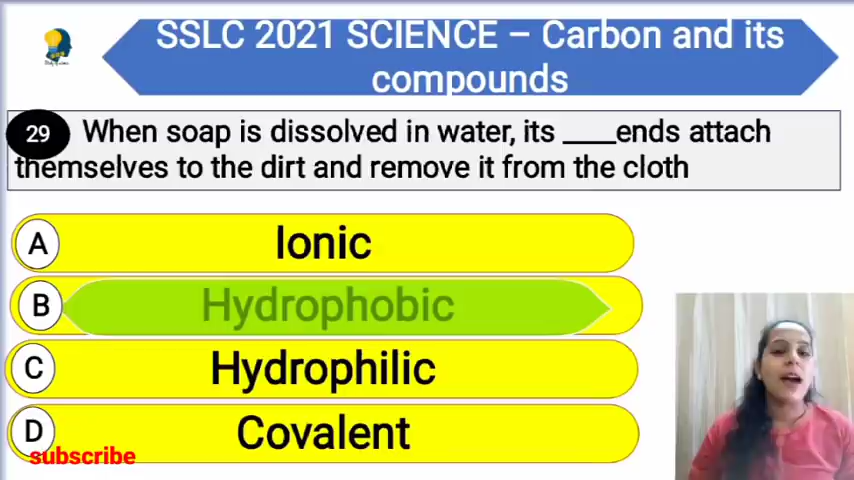 SSLC 2021 SCIENCE – Carbon and its
compounds
29 When soap is dissolved in water, its ____ends attach
themselves to the dirt and remove it from the cloth
A Ionic
B Hydrophobic
C Hydrophilic
D Covalent
subscribe